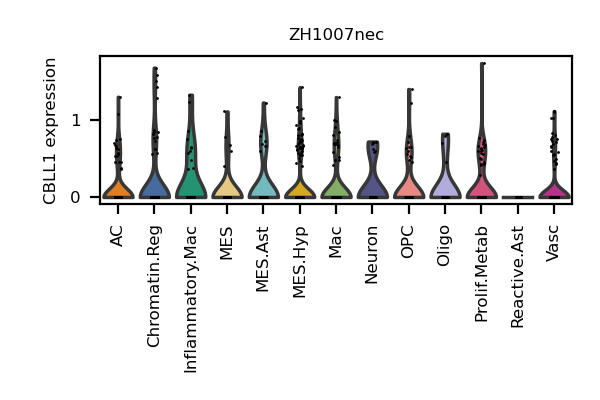 ZH1007nec
CBLL1 expression
1
0
AC
Chromatin.Reg
Inflammatory.Mac
MES
MES.Ast
MES.Hyp
Mac
Neuron
OPC
Oligo
Prolif.Metab
Reactive.Ast
Vasc